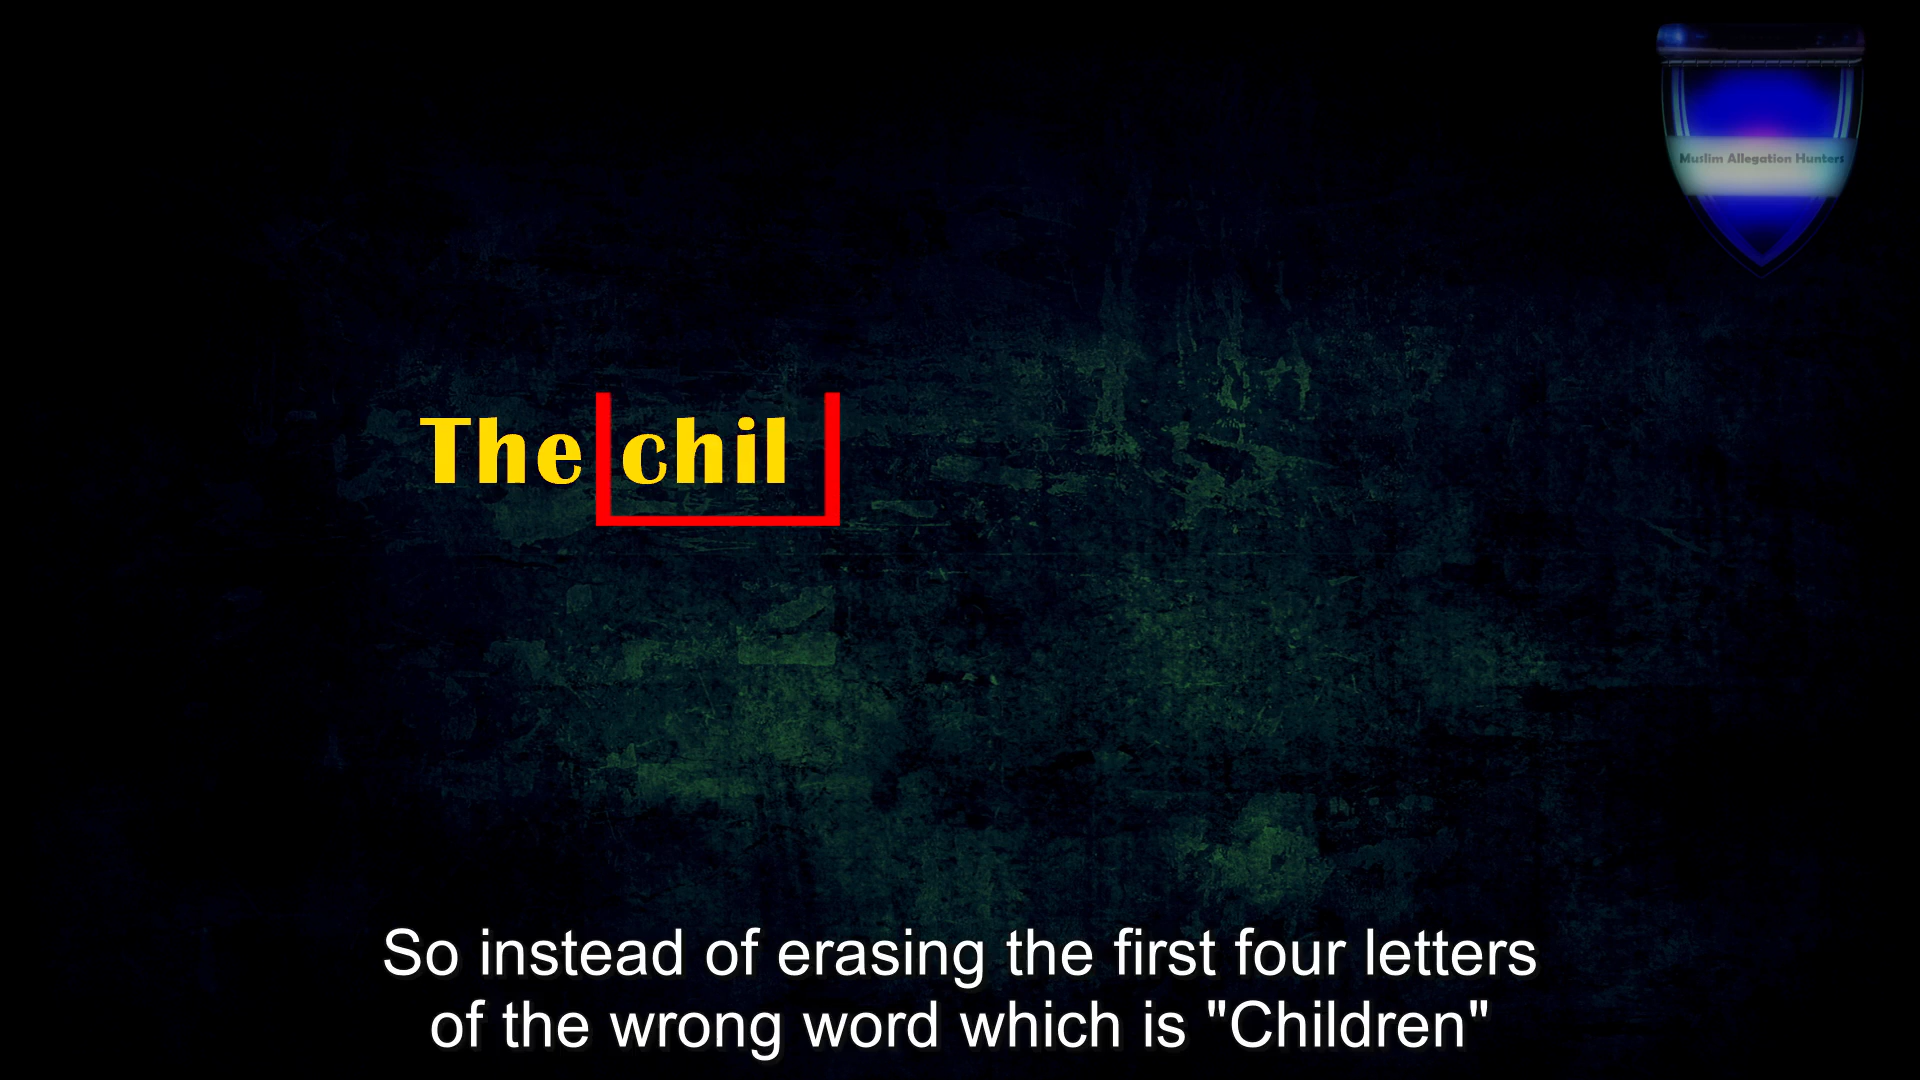 Muslim Allegation Hunters
The chil
So instead of erasing the first four letters
of the wrong word which is "Children"